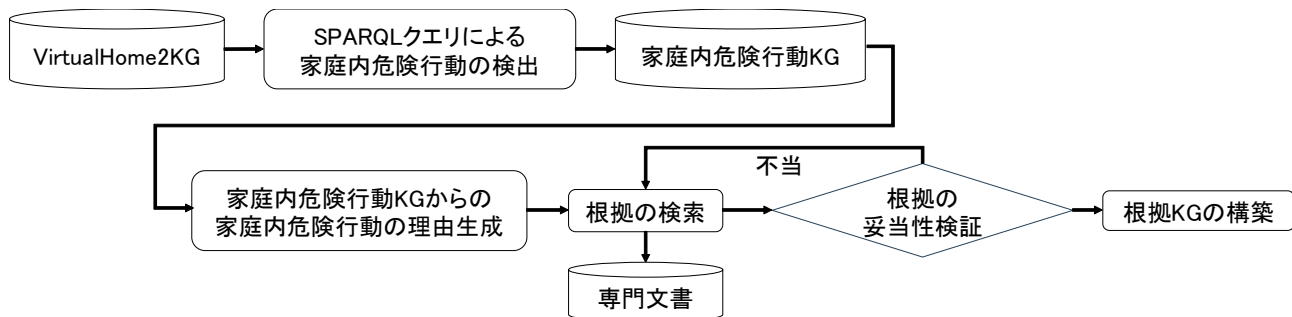 VirtualHome2KG
SPARQLクエリによる
家庭内危険行動の検出
家庭内危険行動KG
家庭内危険行動KGからの
家庭内危険行動の理由生成
根拠の検索
不当
根拠の
妥当性検証
根拠KGの構築
専門文書